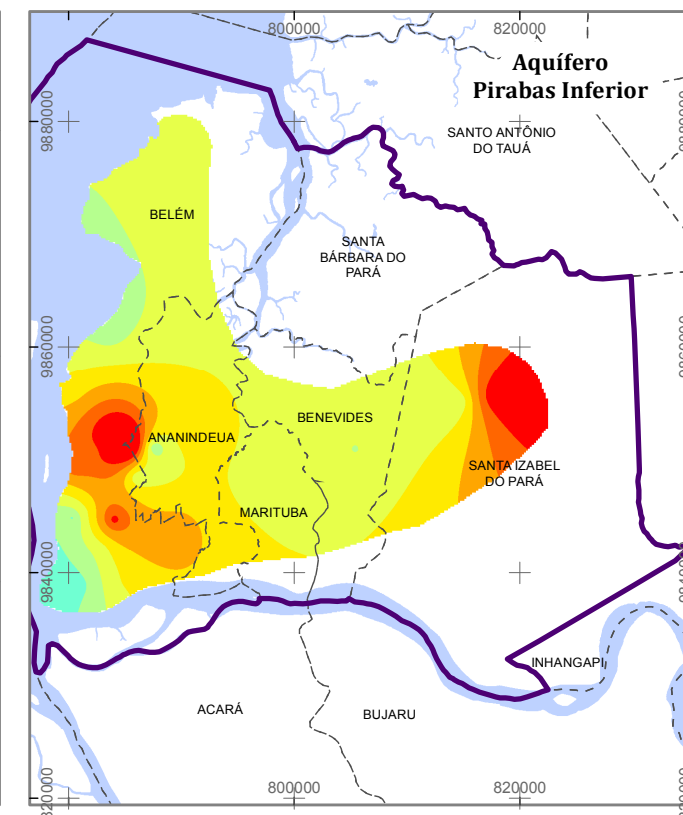 800000
820000
Aquífero
Pirabas Inferior
9880000
SANTO ANTÔNIO
DO TAUÁ
BELÉM
SANTA
BÁRBARA DO
PARÁ
9860000
BENEVIDES
ANANINDEUA
SANTA IZABEL
DO PARÁ
MARITUBA
9840000
INHANGAPI
ACARÁ
BUJARU
800000
820000